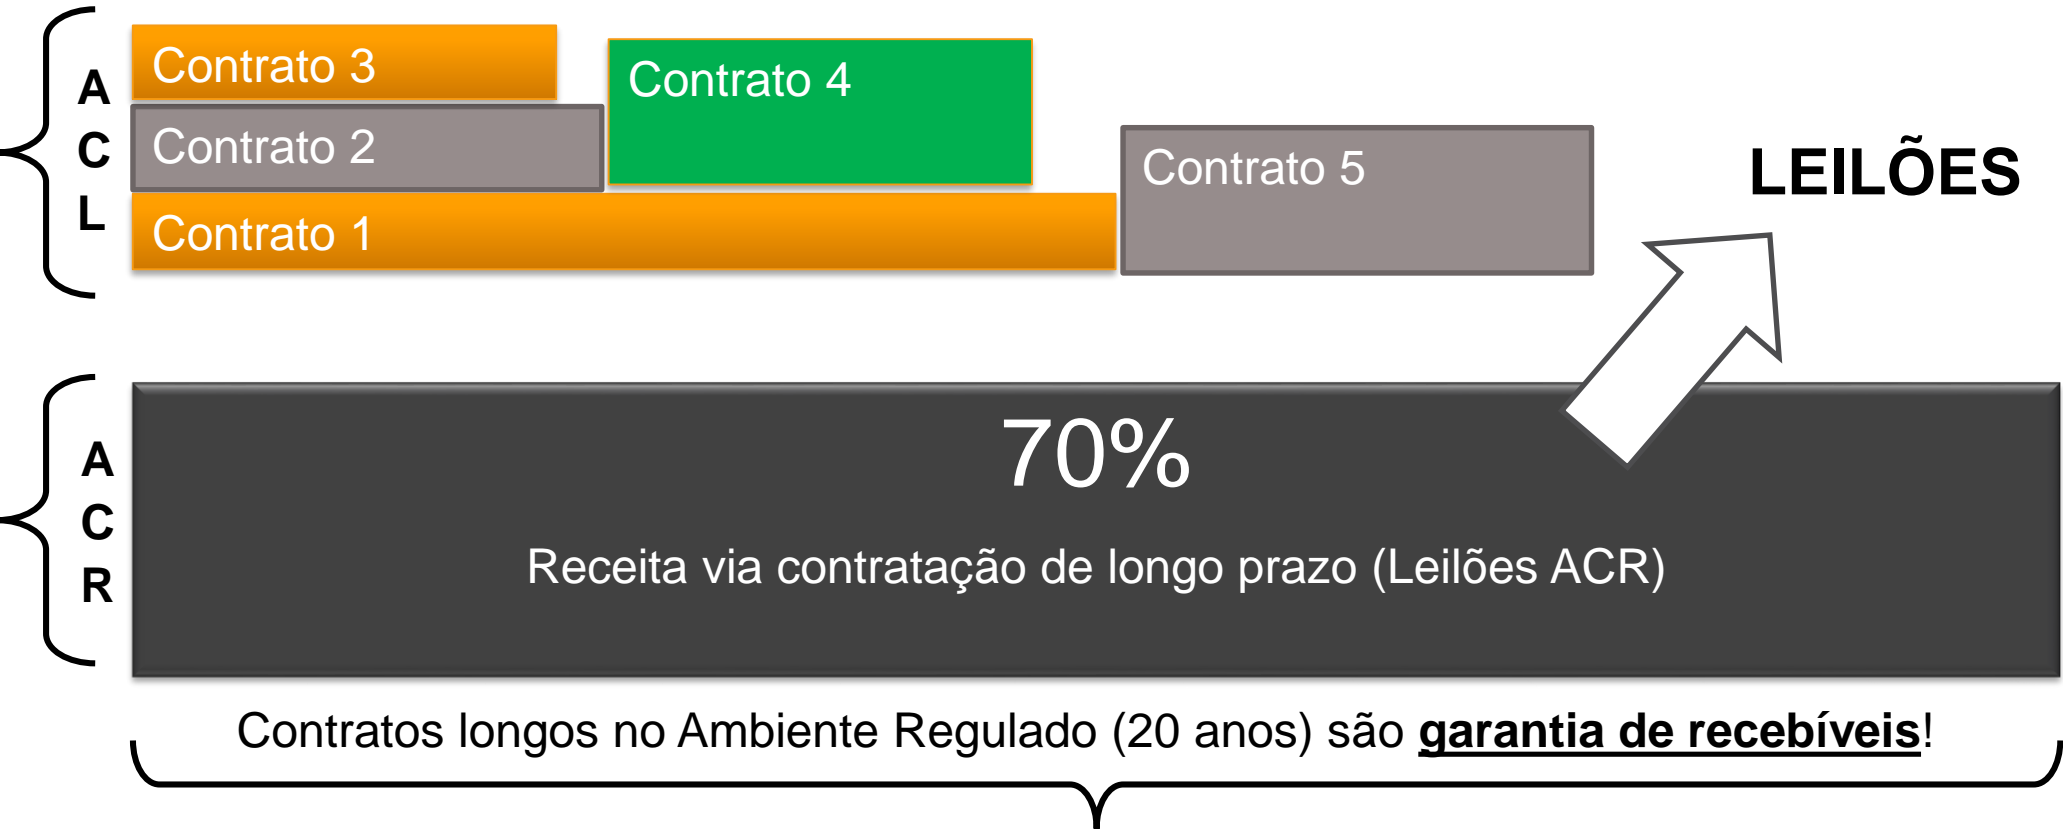 A
C
L
Contrato 3
Contrato 2
Contrato 1
Contrato 4
Contrato 5
LEILÕES
A
C
R
70%
Receita via contratação de longo prazo (Leilões ACR)
Contratos longos no Ambiente Regulado (20 anos) são garantia de recebíveis!